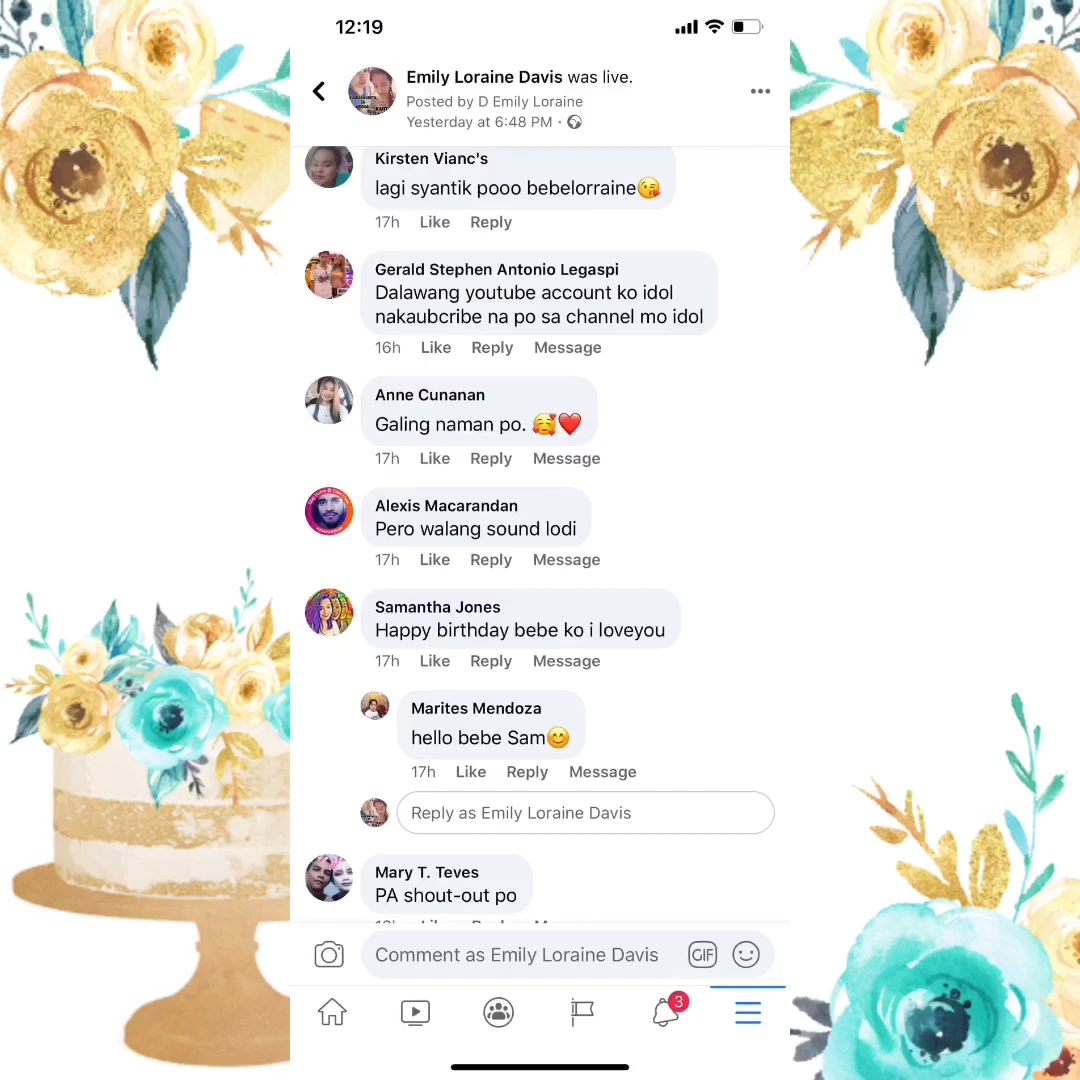 12:19
Emily Loraine Davis was live.
Posted by D Emily Loraine
Yesterday at 6:48 PM ·
Kirsten Vianc's
lagi syantik pooo bebelorraine😘
17h Like Reply
Gerald Stephen Antonio Legaspi
Dalawang youtube account ko idol
nakaubcribe na po sa channel mo idol
16h Like Reply Message
Anne Cunanan
Galing naman po. 🥰❤️
17h Like Reply Message
Alexis Macarandan
Pero walang sound lodi
17h Like Reply Message
Samantha Jones
Happy birthday bebe ko i loveyou
17h Like Reply Message
Marites Mendoza
hello bebe Sam😊
17h Like Reply Message
Reply as Emily Loraine Davis
Mary T. Teves
PA shout-out po
Comment as Emily Loraine Davis GIF
3